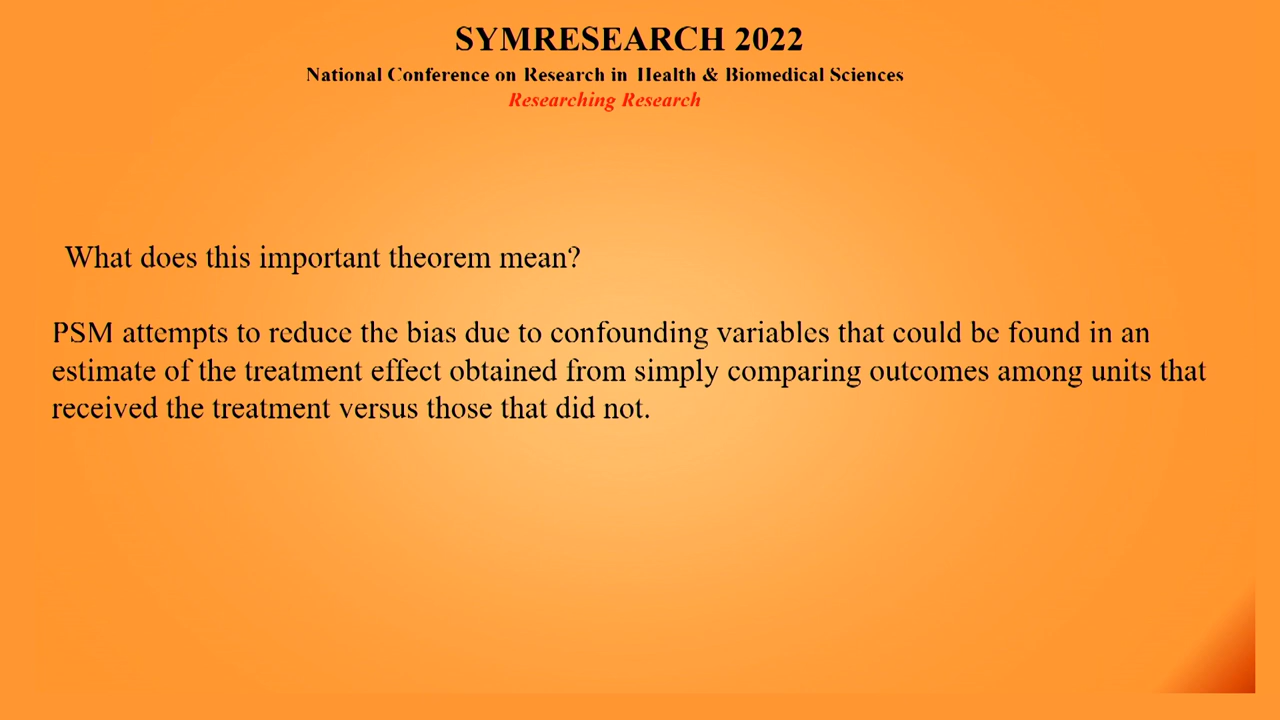 SYMRESEARCH 2022
National Conference on Research in Health & Biomedical Sciences
Researching Research
What does this important theorem mean?
PSM attempts to reduce the bias due to confounding variables that could be found in an
estimate of the treatment effect obtained from simply comparing outcomes among units that
received the treatment versus those that did not.